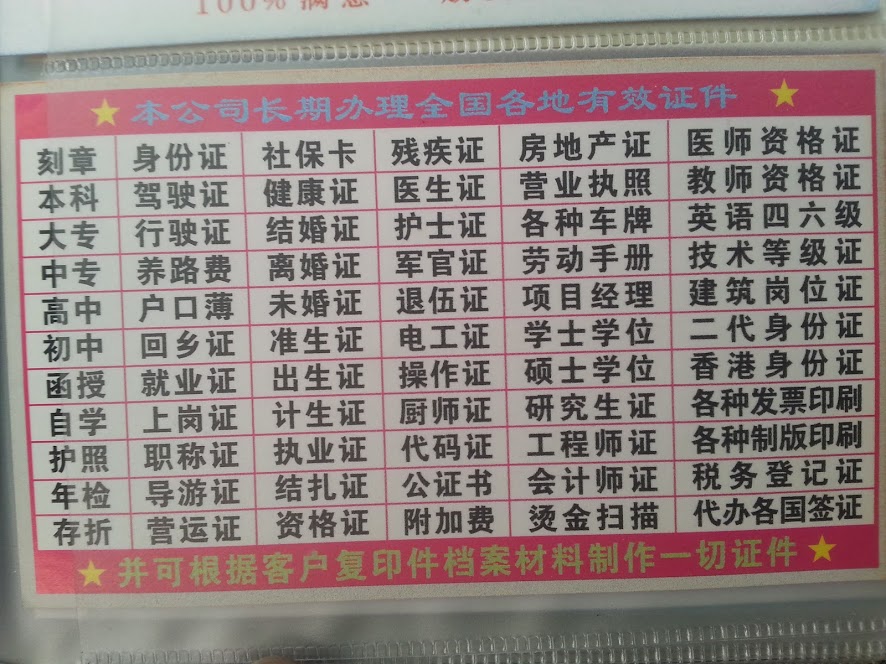 100%满意
本公司长期办理全国各地有效证件
刻章 身份证 社保卡 残疾证 房地产证 医师资格证
本科 驾驶证 健康证 医生证 营业执照 教师资格证
大专 行驶证 结婚证 护士证 各种车牌 英语四六级
中专 养路费 离婚证 军官证 劳动手册 技术等级证
高中 户口薄 未婚证 退伍证 项目经理 建筑岗位证
初中 回乡证 准生证 电工证 学士学位 二代身份证
函授 就业证 出生证 操作证 硕士学位 香港身份证
自学 上岗证 计生证 厨师证 研究生证 各种发票印刷
护照 职称证 执业证 代码证 工程师证 各种制版印刷
年检 导游证 结扎证 公证书 会计师证 税务登记证
存折 营运证 资格证 附加费 烫金扫描 代办各国签证
并可根据客户复印件档案材料制作一切证件